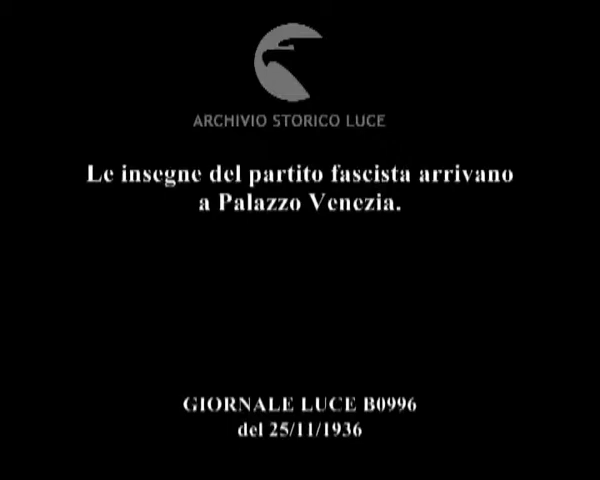 ARCHIVIO STORICO LUCE
Le insegne del partito fascista arrivano
a Palazzo Venezia.
GIORNALE LUCE B0996
del 25/11/1936